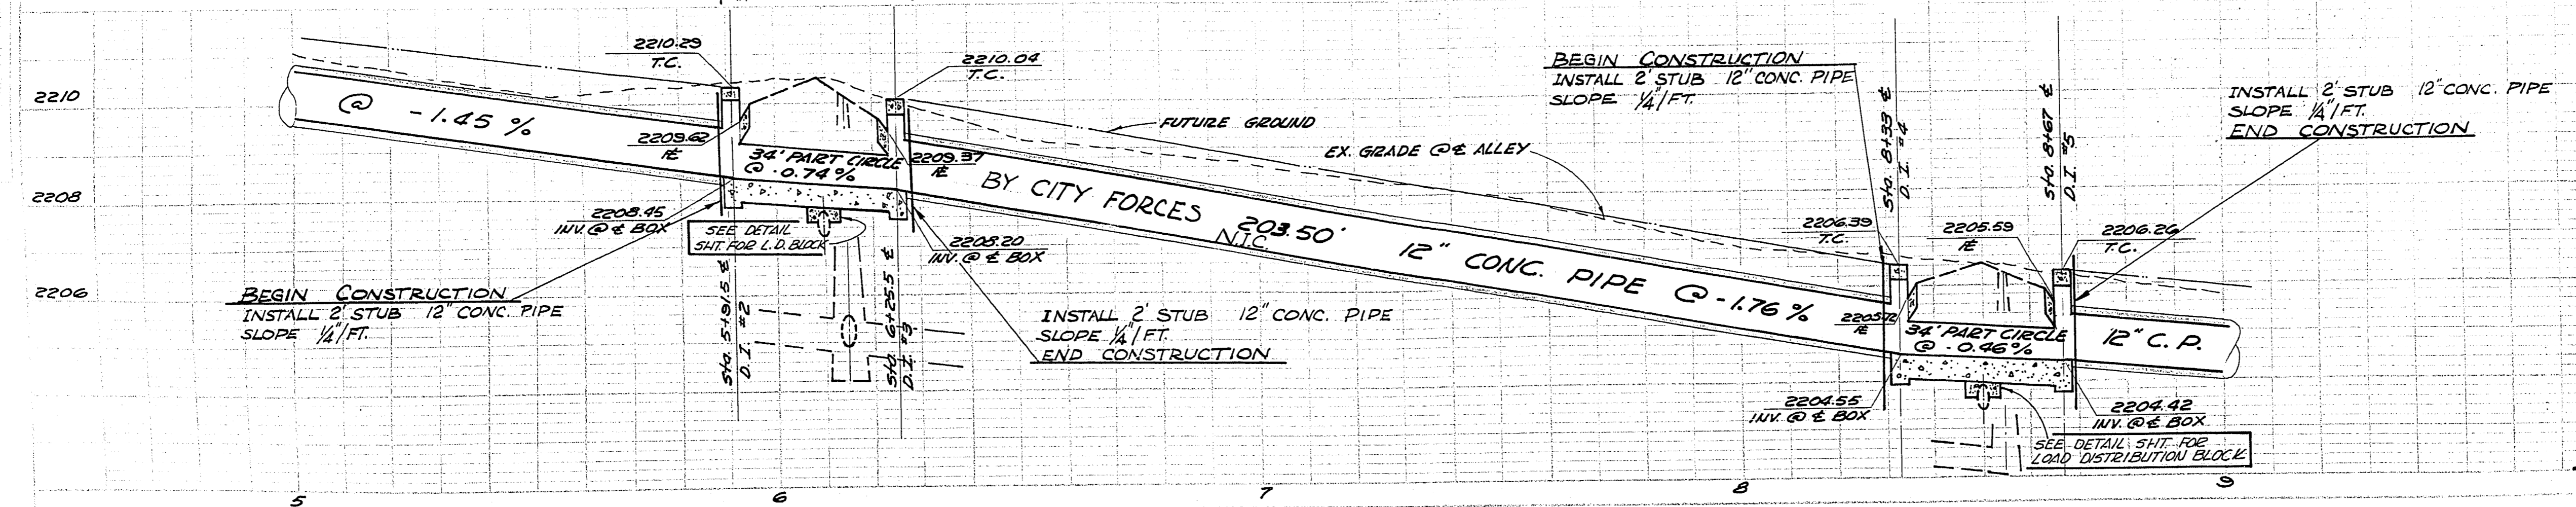 2210
2208
2206
@ -1.45 %
2210.29
T.C.
2210.04
T.C.
2209.62
34' PART CIRCLE
@ -0.74%
2209.37
2208.45
INV. @ ℄ BOX
SEE DETAIL
SHT. FOR L.D. BLOCK
2208.20
INV. @ ℄ BOX
BEGIN CONSTRUCTION
INSTALL 2' STUB 12" CONC. PIPE
SLOPE 1/4"/FT.
Sta. 5+91.5 ℄
D.I. #2
Sta. 6+25.5 ℄
D.I. #3
INSTALL 2' STUB 12" CONC. PIPE
SLOPE 1/4"/FT.
END CONSTRUCTION
FUTURE GROUND
EX. GRADE @ ℄ ALLEY
BY CITY FORCES
N.I.C.
203.50' 12" CONC. PIPE @ -1.76 %
BEGIN CONSTRUCTION
INSTALL 2' STUB 12" CONC. PIPE
SLOPE 1/4"/FT.
Sta. 8+33 ℄
D.I. #4
Sta. 8+67 ℄
D.I. #5
INSTALL 2' STUB 12" CONC. PIPE
SLOPE 1/4"/FT.
END CONSTRUCTION
2206.39
T.C.
2205.59
2206.26
T.C.
2205.72
34' PART CIRCLE
@ -0.46%
12" C.P.
2204.55
INV. @ ℄ BOX
2204.42
INV. @ ℄ BOX
SEE DETAIL SHT. FOR
LOAD DISTRIBUTION BLOCK
5
6
7
8
9